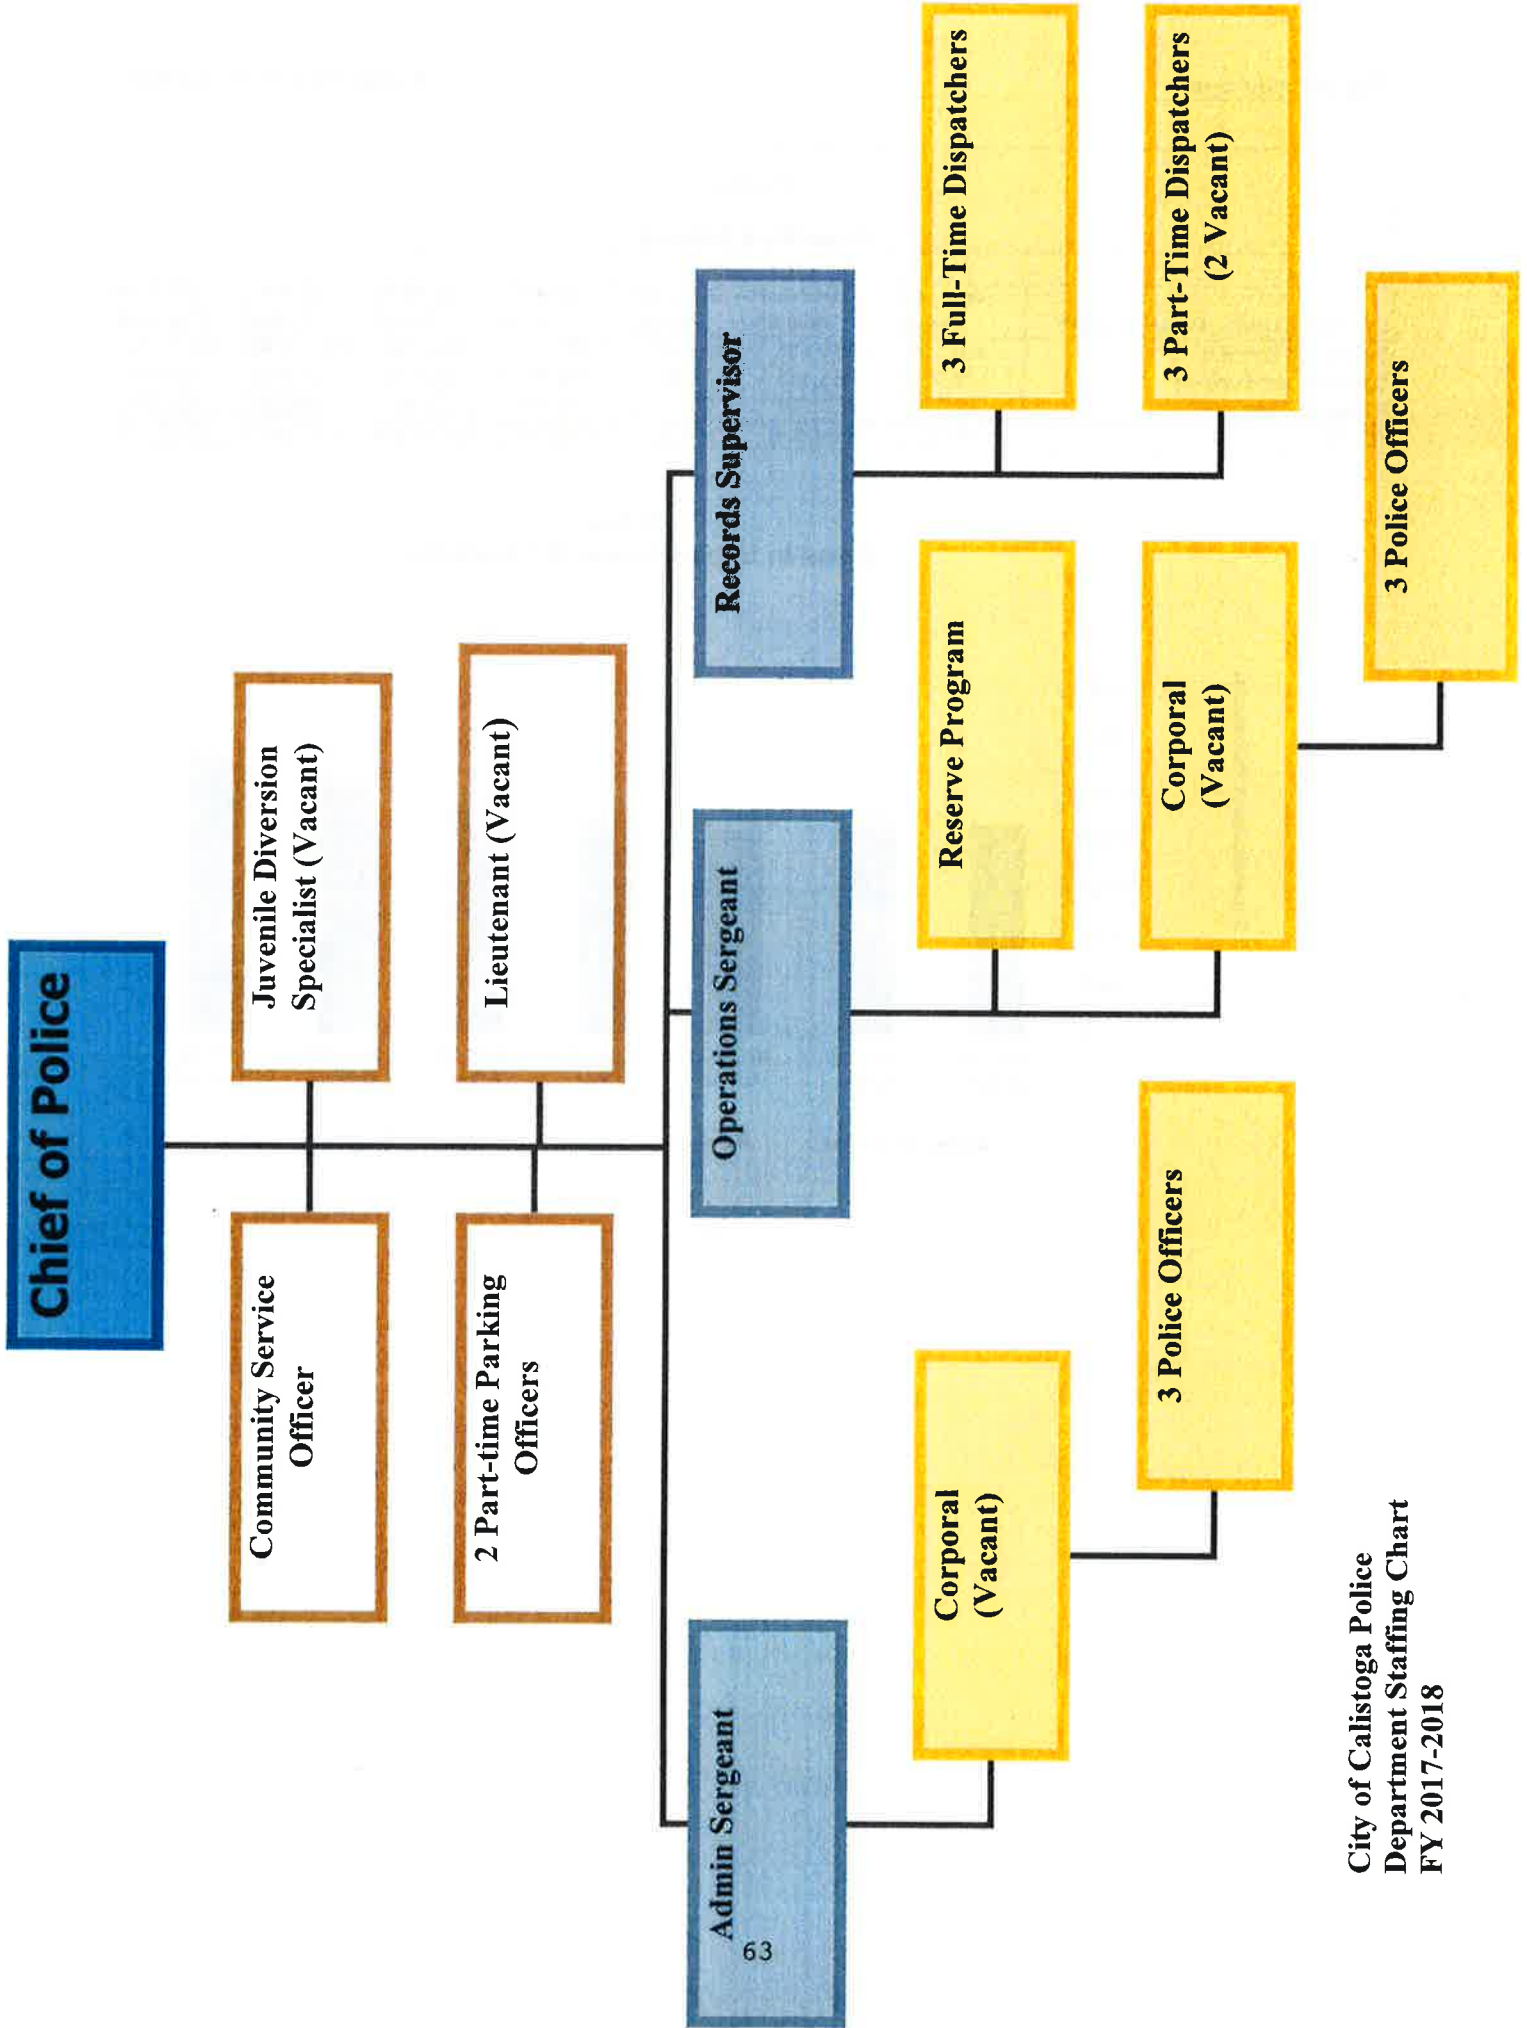 Chief of Police
Community Service
Officer
Juvenile Diversion
Specialist (Vacant)
2 Part-time Parking
Officers
Lieutenant (Vacant)
Admin Sergeant
Operations Sergeant
Records Supervisor
Corporal
(Vacant)
3 Police Officers
Reserve Program
Corporal
(Vacant)
3 Police Officers
3 Full-Time Dispatchers
3 Part-Time Dispatchers
(2 Vacant)
City of Calistoga Police
Department Staffing Chart
FY 2017-2018
63